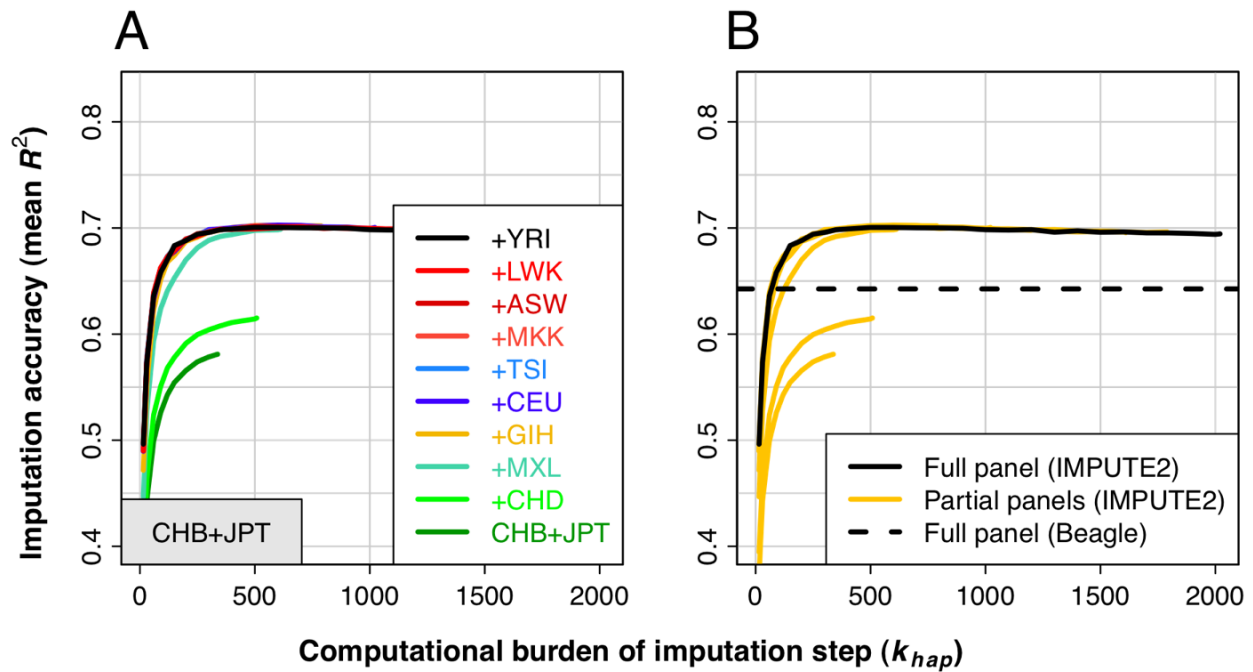 A
B
Imputation accuracy (mean R²)
0.8
0.7
0.6
0.5
0.4
+YRI
+LWK
+ASW
+MKK
+TSI
+CEU
+GIH
+MXL
+CHD
CHB+JPT
CHB+JPT
0 500 1000 1500 2000
0.8
0.7
0.6
0.5
0.4
Full panel (IMPUTE2)
Partial panels (IMPUTE2)
Full panel (Beagle)
0 500 1000 1500 2000
Computational burden of imputation step (k_hap)